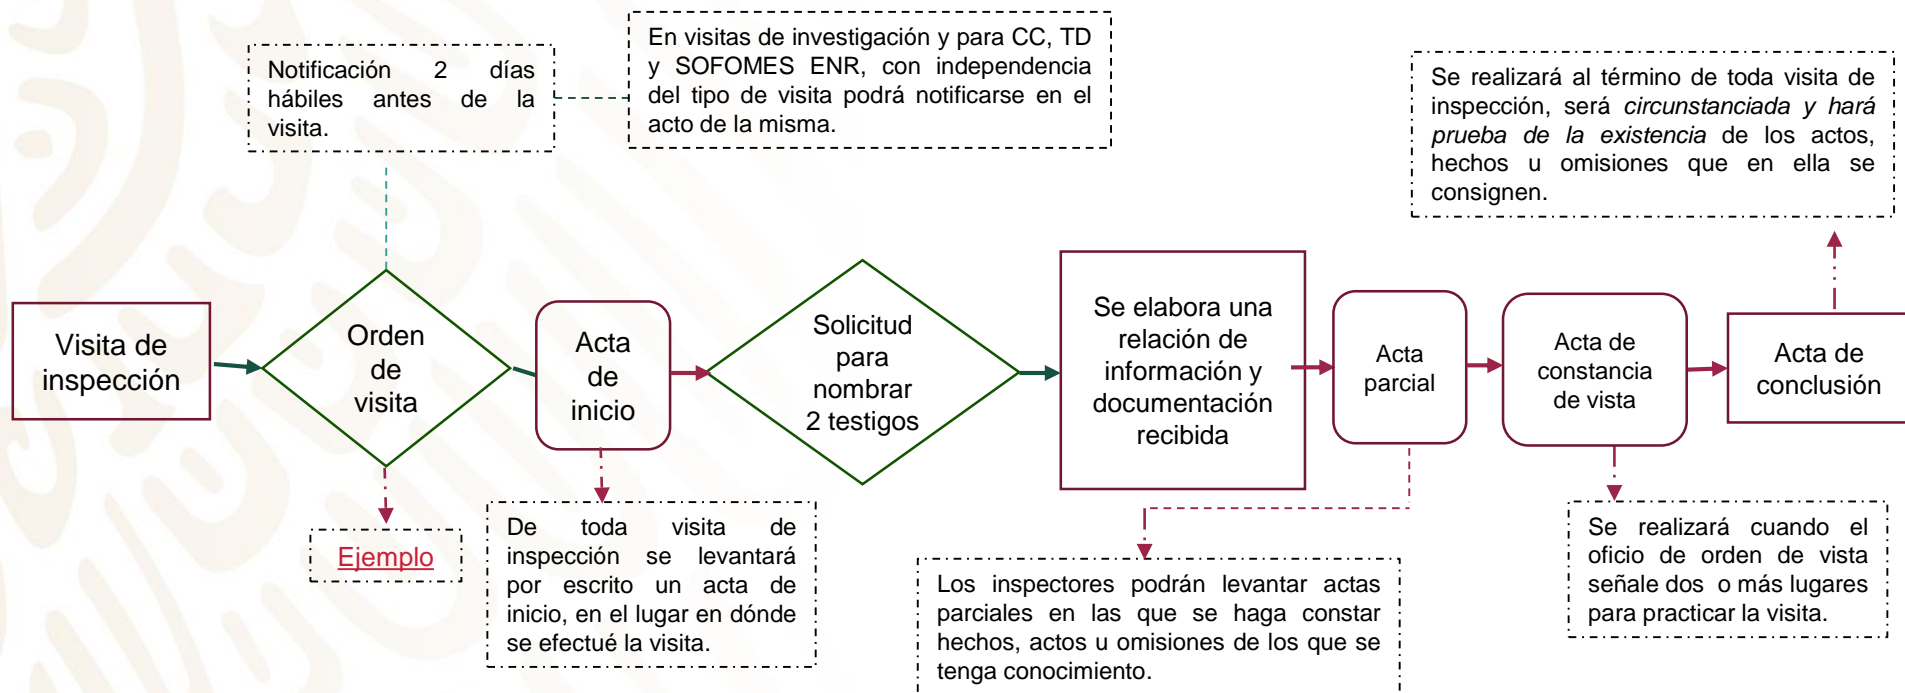 Notificación 2 días
hábiles antes de la
visita.
En visitas de investigación y para CC, TD
y SOFOMES ENR, con independencia
del tipo de visita podrá notificarse en el
acto de la misma.
Se realizará al término de toda visita de
inspección, será circunstanciada y hará
prueba de la existencia de los actos,
hechos u omisiones que en ella se
consignen.
Visita de
inspección
Orden
de
visita
Acta
de
inicio
Solicitud
para
nombrar
2 testigos
Se elabora una
relación de
información y
documentación
recibida
Acta
parcial
Acta de
constancia
de vista
Acta de
conclusión
Ejemplo
De toda visita de
inspección se levantará
por escrito un acta de
inicio, en el lugar en dónde
se efectué la visita.
Los inspectores podrán levantar actas
parciales en las que se haga constar
hechos, actos u omisiones de los que se
tenga conocimiento.
Se realizará cuando el
oficio de orden de vista
señale dos o más lugares
para practicar la visita.